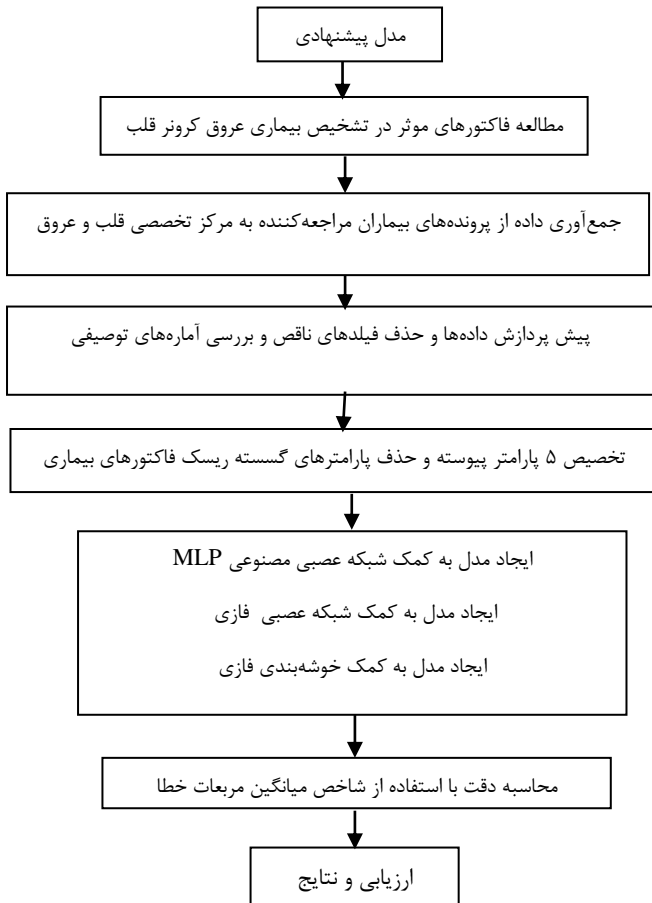 مدل پیشنهادی
مطالعه فاکتورهای موثر در تشخیص بیماری عروق کرونر قلب
جمع‌آوری داده از پرونده‌های بیماران مراجعه‌کننده به مرکز تخصصی قلب و عروق
پیش پردازش داده‌ها و حذف فیلدهای ناقص و بررسی آماره‌های توصیفی
تخصیص ۵ پارامتر پیوسته و حذف پارامترهای گسسته ریسک فاکتورهای بیماری
ایجاد مدل به کمک شبکه عصبی مصنوعی MLP
ایجاد مدل به کمک شبکه عصبی فازی
ایجاد مدل به کمک خوشه‌بندی فازی
محاسبه دقت با استفاده از شاخص میانگین مربعات خطا
ارزیابی و نتایج